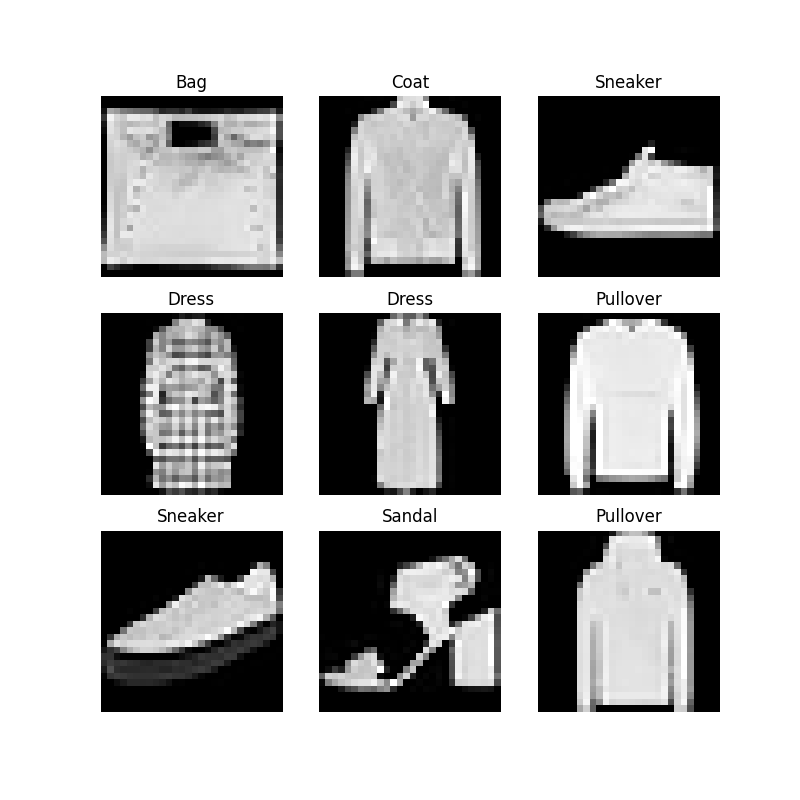 Bag
Coat
Sneaker
Dress
Dress
Pullover
Sneaker
Sandal
Pullover